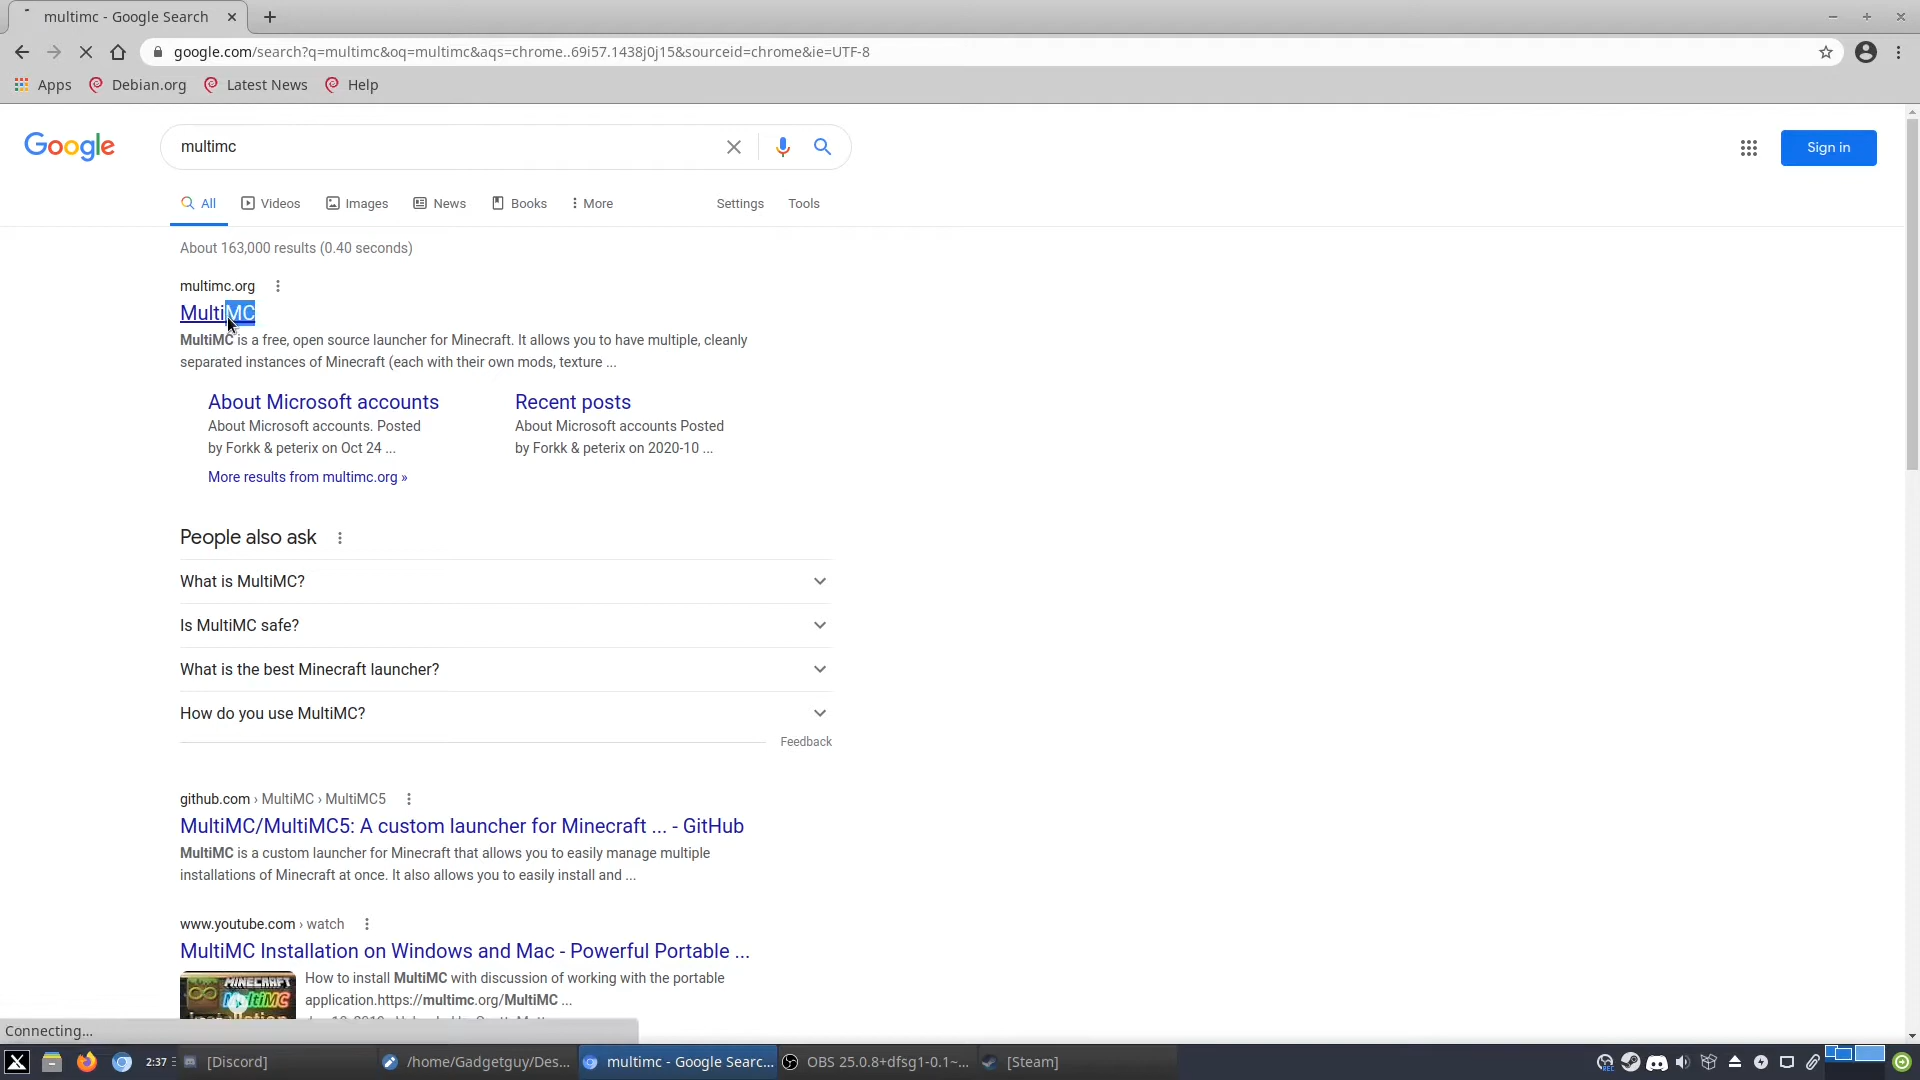 multimc - Google Search
google.com/search?q=multimc&oq=multimc&aqs=chrome..69i57.1438j0j15&sourceid=chrome&ie=UTF-8
Apps Debian.org Latest News Help
Google multimc Sign in
All Videos Images News Books More Settings Tools
About 163,000 results (0.40 seconds)
multimc.org
MultiMC
MultiMC is a free, open source launcher for Minecraft. It allows you to have multiple, cleanly
separated instances of Minecraft (each with their own mods, texture ...
About Microsoft accounts Recent posts
About Microsoft accounts. Posted About Microsoft accounts Posted
by Forkk & peterix on Oct 24 ... by Forkk & peterix on 2020-10 ...
More results from multimc.org »
People also ask
What is MultiMC?
Is MultiMC safe?
What is the best Minecraft launcher?
How do you use MultiMC?
Feedback
github.com › MultiMC › MultiMC5
MultiMC/MultiMC5: A custom launcher for Minecraft ... - GitHub
MultiMC is a custom launcher for Minecraft that allows you to easily manage multiple
installations of Minecraft at once. It also allows you to easily install and ...
www.youtube.com › watch
MultiMC Installation on Windows and Mac - Powerful Portable ...
How to install MultiMC with discussion of working with the portable
application.https://multimc.org/MultiMC ...
MINECRAFT
MultiMC
Installation
Connecting...
2:37 [Discord] /home/Gadgetguy/Des... multimc - Google Searc... OBS 25.0.8+dfsg1-0.1~... [Steam] REC